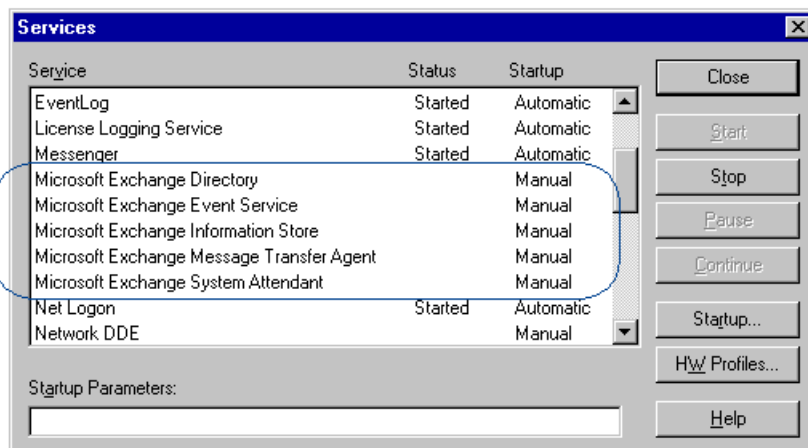 Services
Service Status Startup
EventLog Started Automatic
License Logging Service Started Automatic
Messenger Started Automatic
Microsoft Exchange Directory Manual
Microsoft Exchange Event Service Manual
Microsoft Exchange Information Store Manual
Microsoft Exchange Message Transfer Agent Manual
Microsoft Exchange System Attendant Manual
Net Logon Started Automatic
Network DDE Manual
Startup Parameters:
Close
Start
Stop
Pause
Continue
Startup...
HW Profiles...
Help